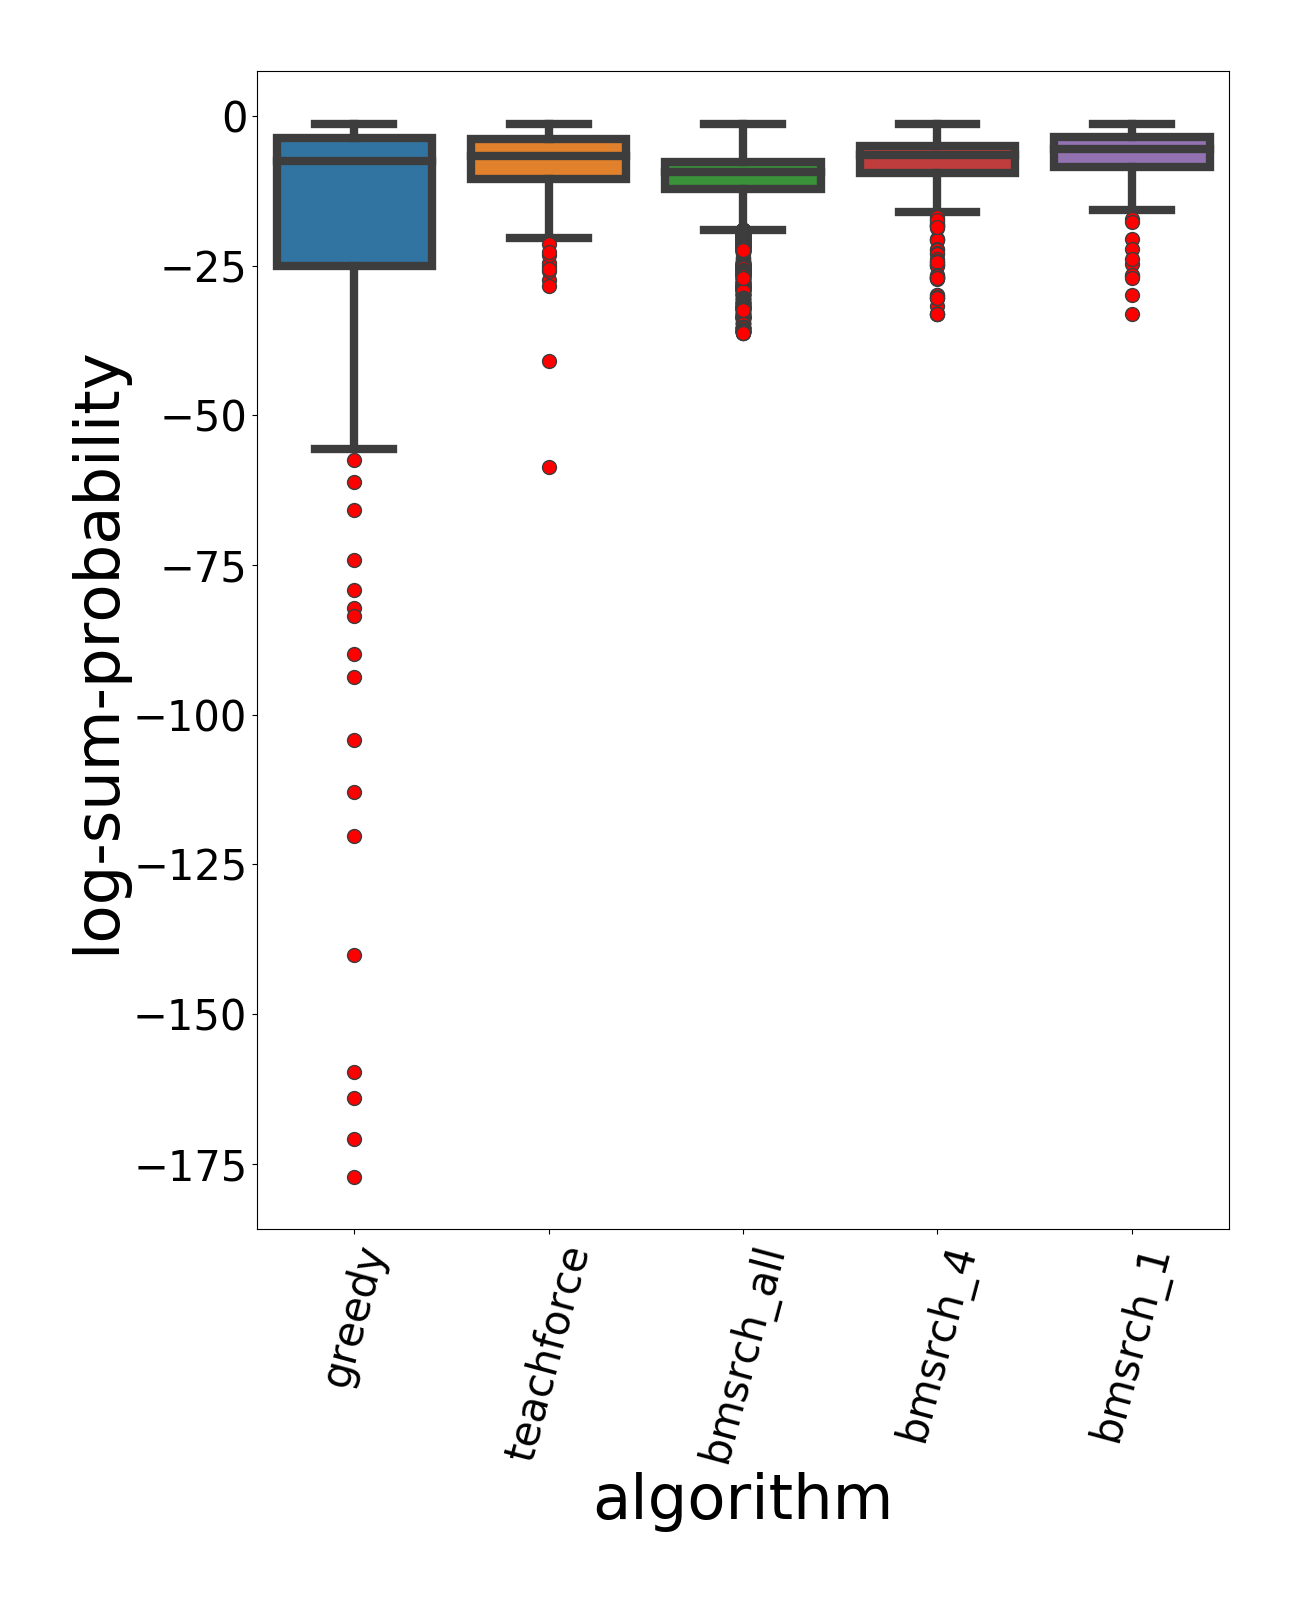 log-sum-probability
0
−25
−50
−75
−100
−125
−150
−175
greedy
teachforce
bmsrch_all
bmsrch_4
bmsrch_1
algorithm